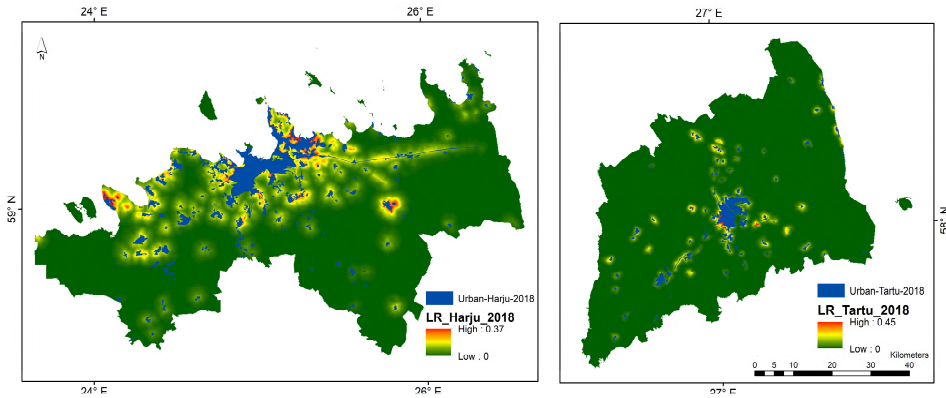 24° E
26° E
27° E
N
59° N
58° N
Urban-Harju-2018
LR_Harju_2018
High : 0.37
Low : 0
Urban-Tartu-2018
LR_Tartu_2018
High : 0.45
Low : 0
Kilometers
0 5 10 20 30 40
24° E
26° E
27° E